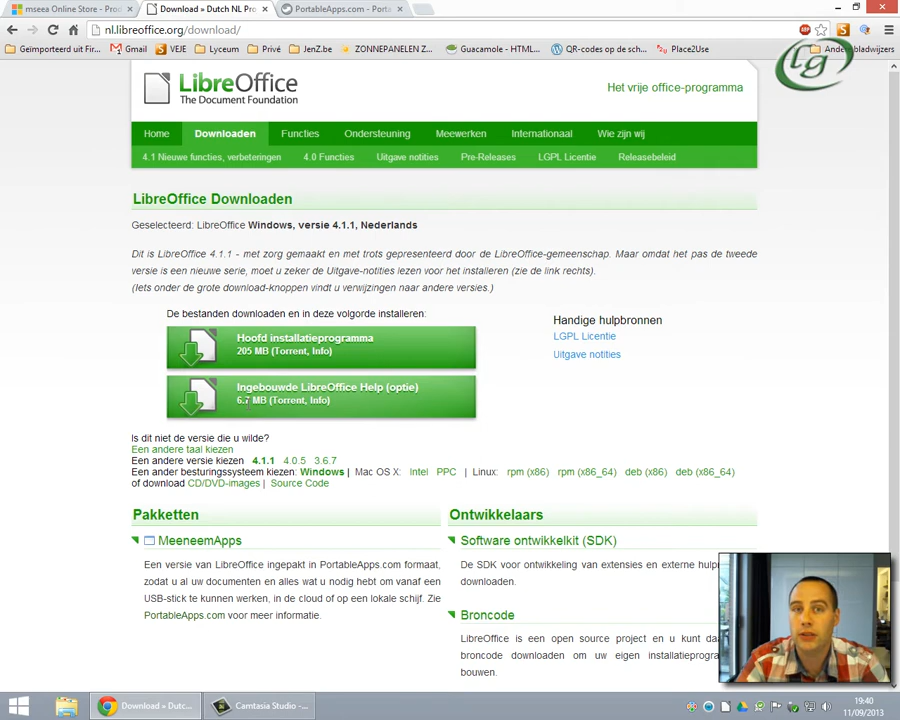 mseea Online Store - Prod
Download » Dutch NL Pr
PortableApps.com - Porta
nl.libreoffice.org/download/
Geïmporteerd uit Fir...
Gmail
VEJE
Lyceum
Privé
JenZ.be
ZONNEPANELEN Z...
Guacamole - HTML...
QR-codes op de sch...
Place2Use
Andere bladwijzers
lg
LibreOffice
The Document Foundation
Het vrije office-programma
Home
Downloaden
Functies
Ondersteuning
Meewerken
Internationaal
Wie zijn wij
4.1 Nieuwe functies, verbeteringen
4.0 Functies
Uitgave notities
Pre-Releases
LGPL Licentie
Releasebeleid
LibreOffice Downloaden
Geselecteerd: LibreOffice Windows, versie 4.1.1, Nederlands
Dit is LibreOffice 4.1.1 - met zorg gemaakt en met trots gepresenteerd door de LibreOffice-gemeenschap. Maar omdat het pas de tweede
versie is een nieuwe serie, moet u zeker de Uitgave-notities lezen voor het installeren (zie de link rechts).
(Iets onder de grote download-knoppen vindt u verwijzingen naar andere versies.)
De bestanden downloaden en in deze volgorde installeren:
Handige hulpbronnen
LGPL Licentie
Uitgave notities
Hoofd installatieprogramma
205 MB (Torrent, Info)
Ingebouwde LibreOffice Help (optie)
6.7 MB (Torrent, Info)
Is dit niet de versie die u wilde?
Een andere taal kiezen
Een andere versie kiezen 4.1.1 4.0.5 3.6.7
Een ander besturingssysteem kiezen: Windows | Mac OS X: Intel PPC | Linux: rpm (x86) rpm (x86_64) deb (x86) deb (x86_64)
of download CD/DVD-images | Source Code
Pakketten
MeeneemApps
Een versie van LibreOffice ingepakt in PortableApps.com formaat,
zodat u al uw documenten en alles wat u nodig hebt om vanaf een
USB-stick te kunnen werken, in de cloud of op een lokale schijf. Zie
PortableApps.com voor meer informatie.
Ontwikkelaars
Software ontwikkelkit (SDK)
De SDK voor ontwikkeling van extensies en externe hulp
downloaden.
Broncode
LibreOffice is een open source project en u kunt da
broncode downloaden om uw eigen installatieprogra
bouwen.
Download » Dutc...
Camtasia Studio -...
19:40
11/09/2013